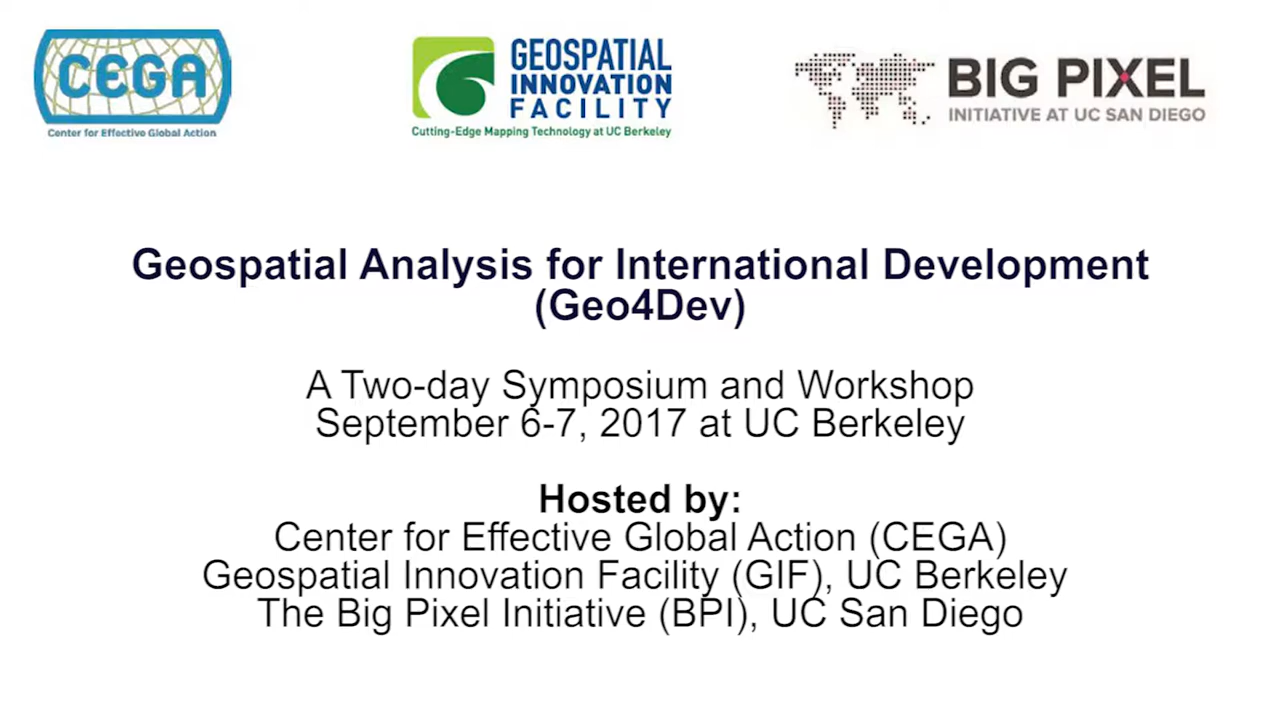 CEGA
Center for Effective Global Action
GEOSPATIAL
INNOVATION
FACILITY
Cutting-Edge Mapping Technology at UC Berkeley
BIG PIXEL
INITIATIVE AT UC SAN DIEGO
Geospatial Analysis for International Development
(Geo4Dev)
A Two-day Symposium and Workshop
September 6-7, 2017 at UC Berkeley
Hosted by:
Center for Effective Global Action (CEGA)
Geospatial Innovation Facility (GIF), UC Berkeley
The Big Pixel Initiative (BPI), UC San Diego